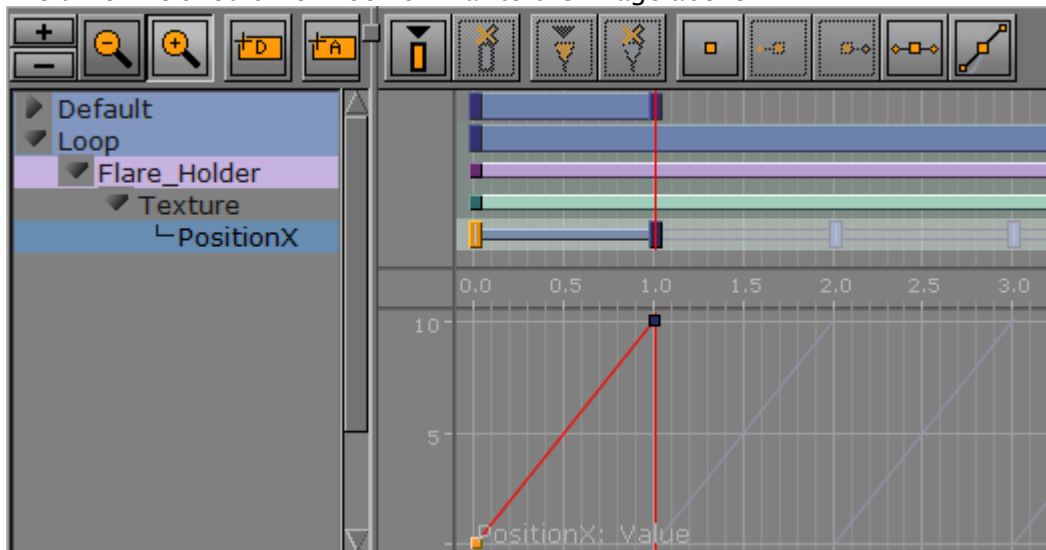 D
A
Default
Loop
Flare_Holder
Texture
PositionX
0.0 0.5 1.0 1.5 2.0 2.5 3.0
10
5
PositionX: Value